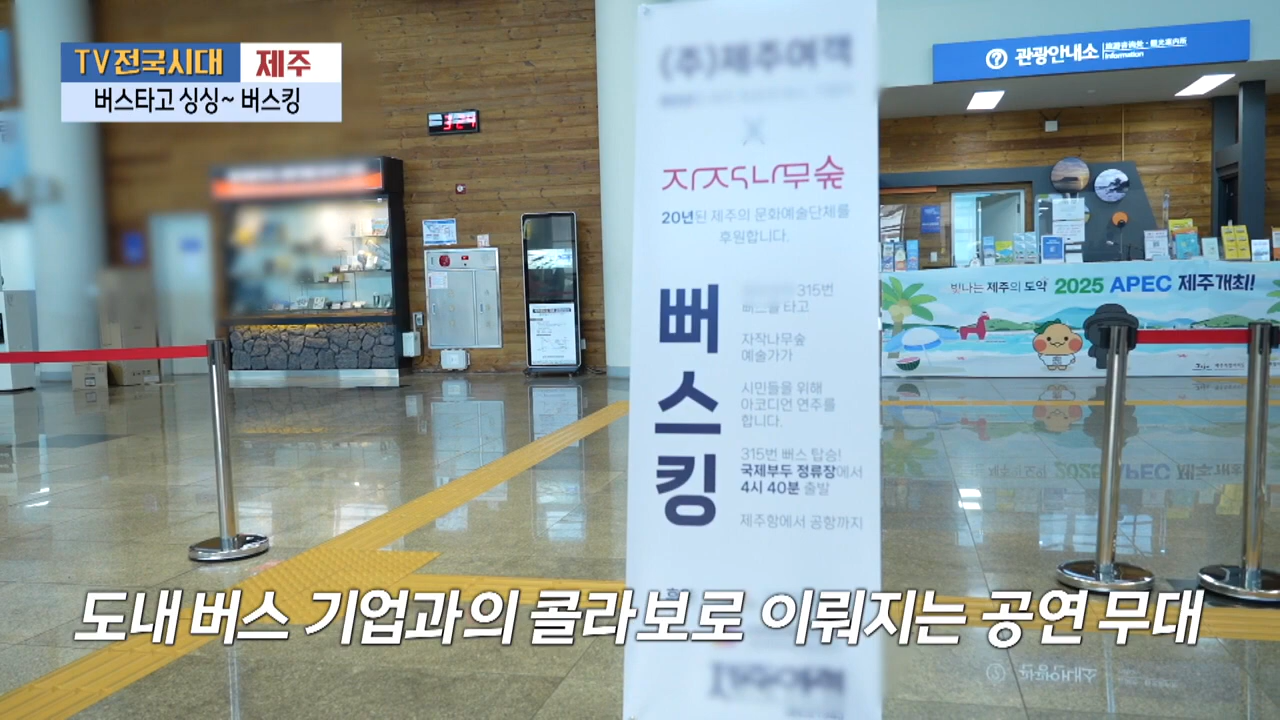 TV전국시대 제주
버스타고 싱싱~ 버스킹
3:24
관광안내소
Information
(주)제주여객
X
자작나무숲
20년된 제주의 문화예술단체를
후원합니다.
뻐스킹
315번
버스를 타고
자작나무숲
예술가가
시민들을 위해
아코디언 연주를
합니다.
315번 뻐스 탑승!
국제부두 정류장에서
4시 40분 출발
제주항에서 공항까지
빛나는 제주의 도약 2025 APEC 제주개최!
도내 버스 기업과의 콜라보로 이뤄지는 공연 무대